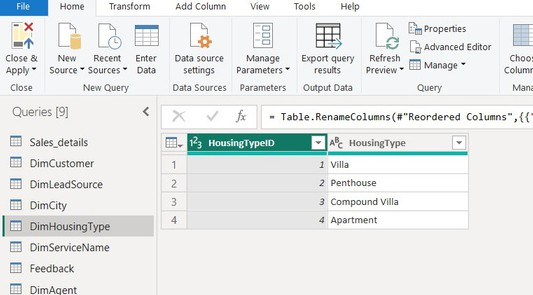 File Home Transform Add Column View Tools Help
Close & Apply New Source Recent Sources Enter Data Data source settings Manage Parameters Export query results Refresh Preview Properties Advanced Editor Manage
Close New Query Data Sources Parameters Output Data Query
Queries [9] fx = Table.RenameColumns(#"Reordered Columns",{{"
Sales_details
DimCustomer
DimLeadSource
DimCity
DimHousingType
DimServiceName
Feedback
DimAgent
123 HousingTypeID ABC HousingType
1 1 Villa
2 2 Penthouse
3 3 Compound Villa
4 4 Apartment